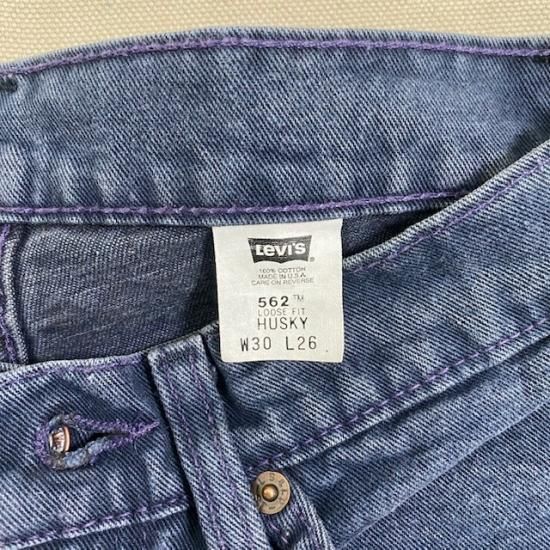 Levi's®
100% COTTON
MADE IN U.S.A.
CARE ON REVERSE
562™
LOOSE FIT
HUSKY
W30 L26